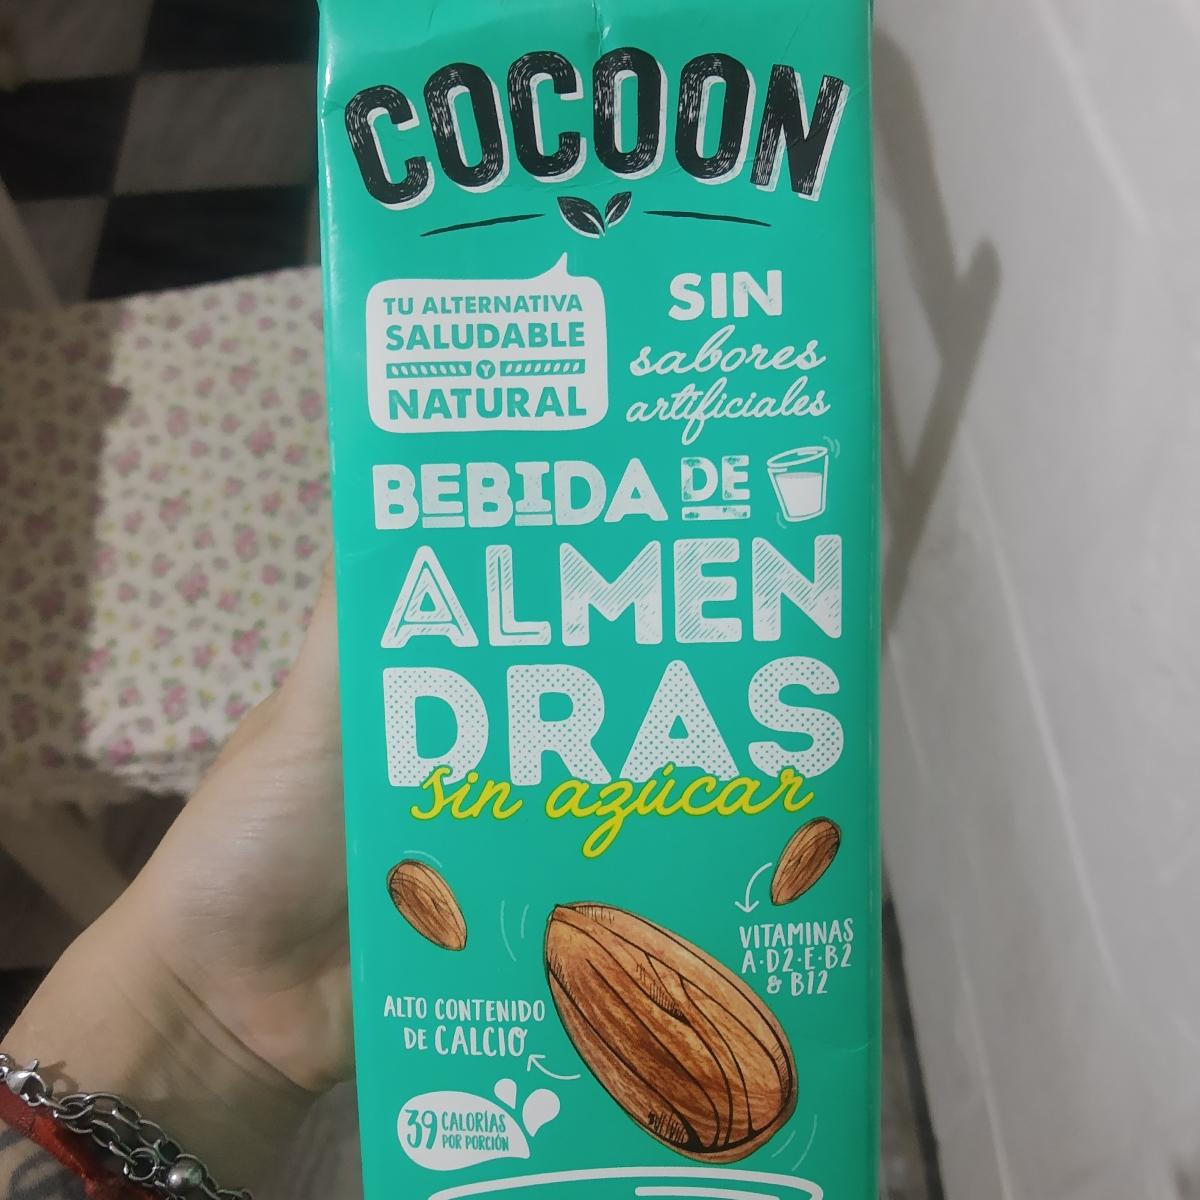 COCOON
TU ALTERNATIVA
SALUDABLE
Y
NATURAL
SIN
sabores
artificiales
BEBIDA DE
ALMEN
DRAS
sin azúcar
VITAMINAS
A·D2·E·B2
& B12
ALTO CONTENIDO
DE CALCIO
39 CALORÍAS
POR PORCIÓN